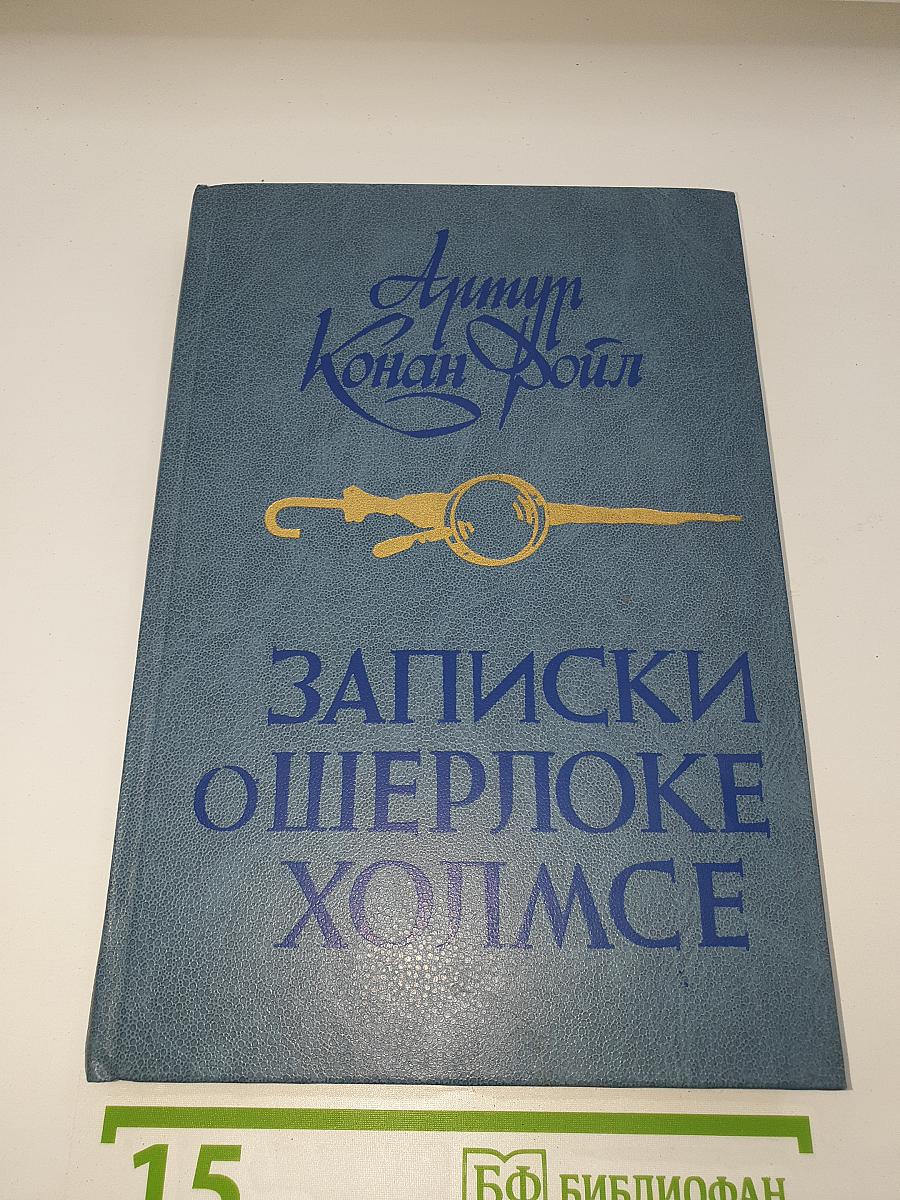 Артур
Конан Дойл
ЗАПИСКИ
О ШЕРЛОКЕ
ХОЛМСЕ
15
БФ БИБЛИОФАН